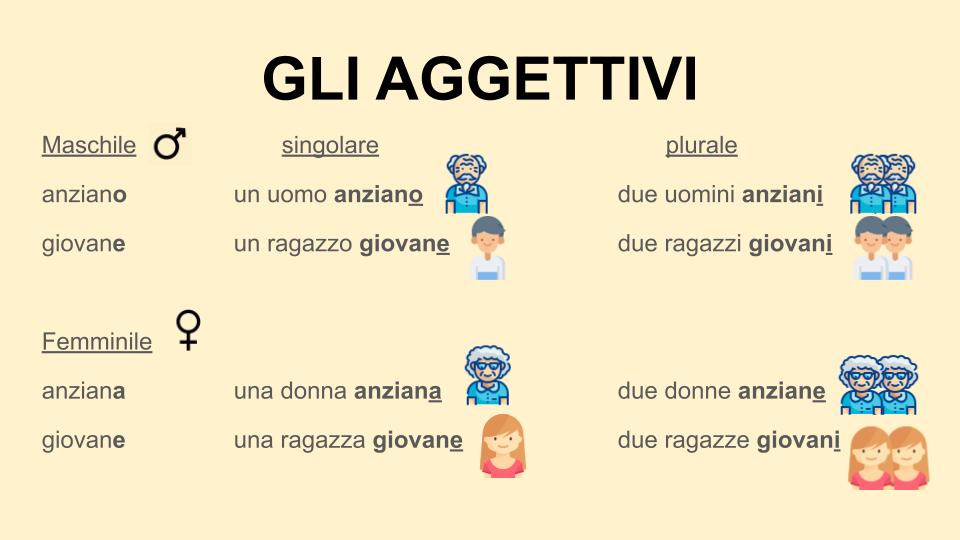 GLI AGGETTIVI
Maschile singolare plurale
anziano un uomo anziano due uomini anziani
giovane un ragazzo giovane due ragazzi giovani
Femminile
anziana una donna anziana due donne anziane
giovane una ragazza giovane due ragazze giovani